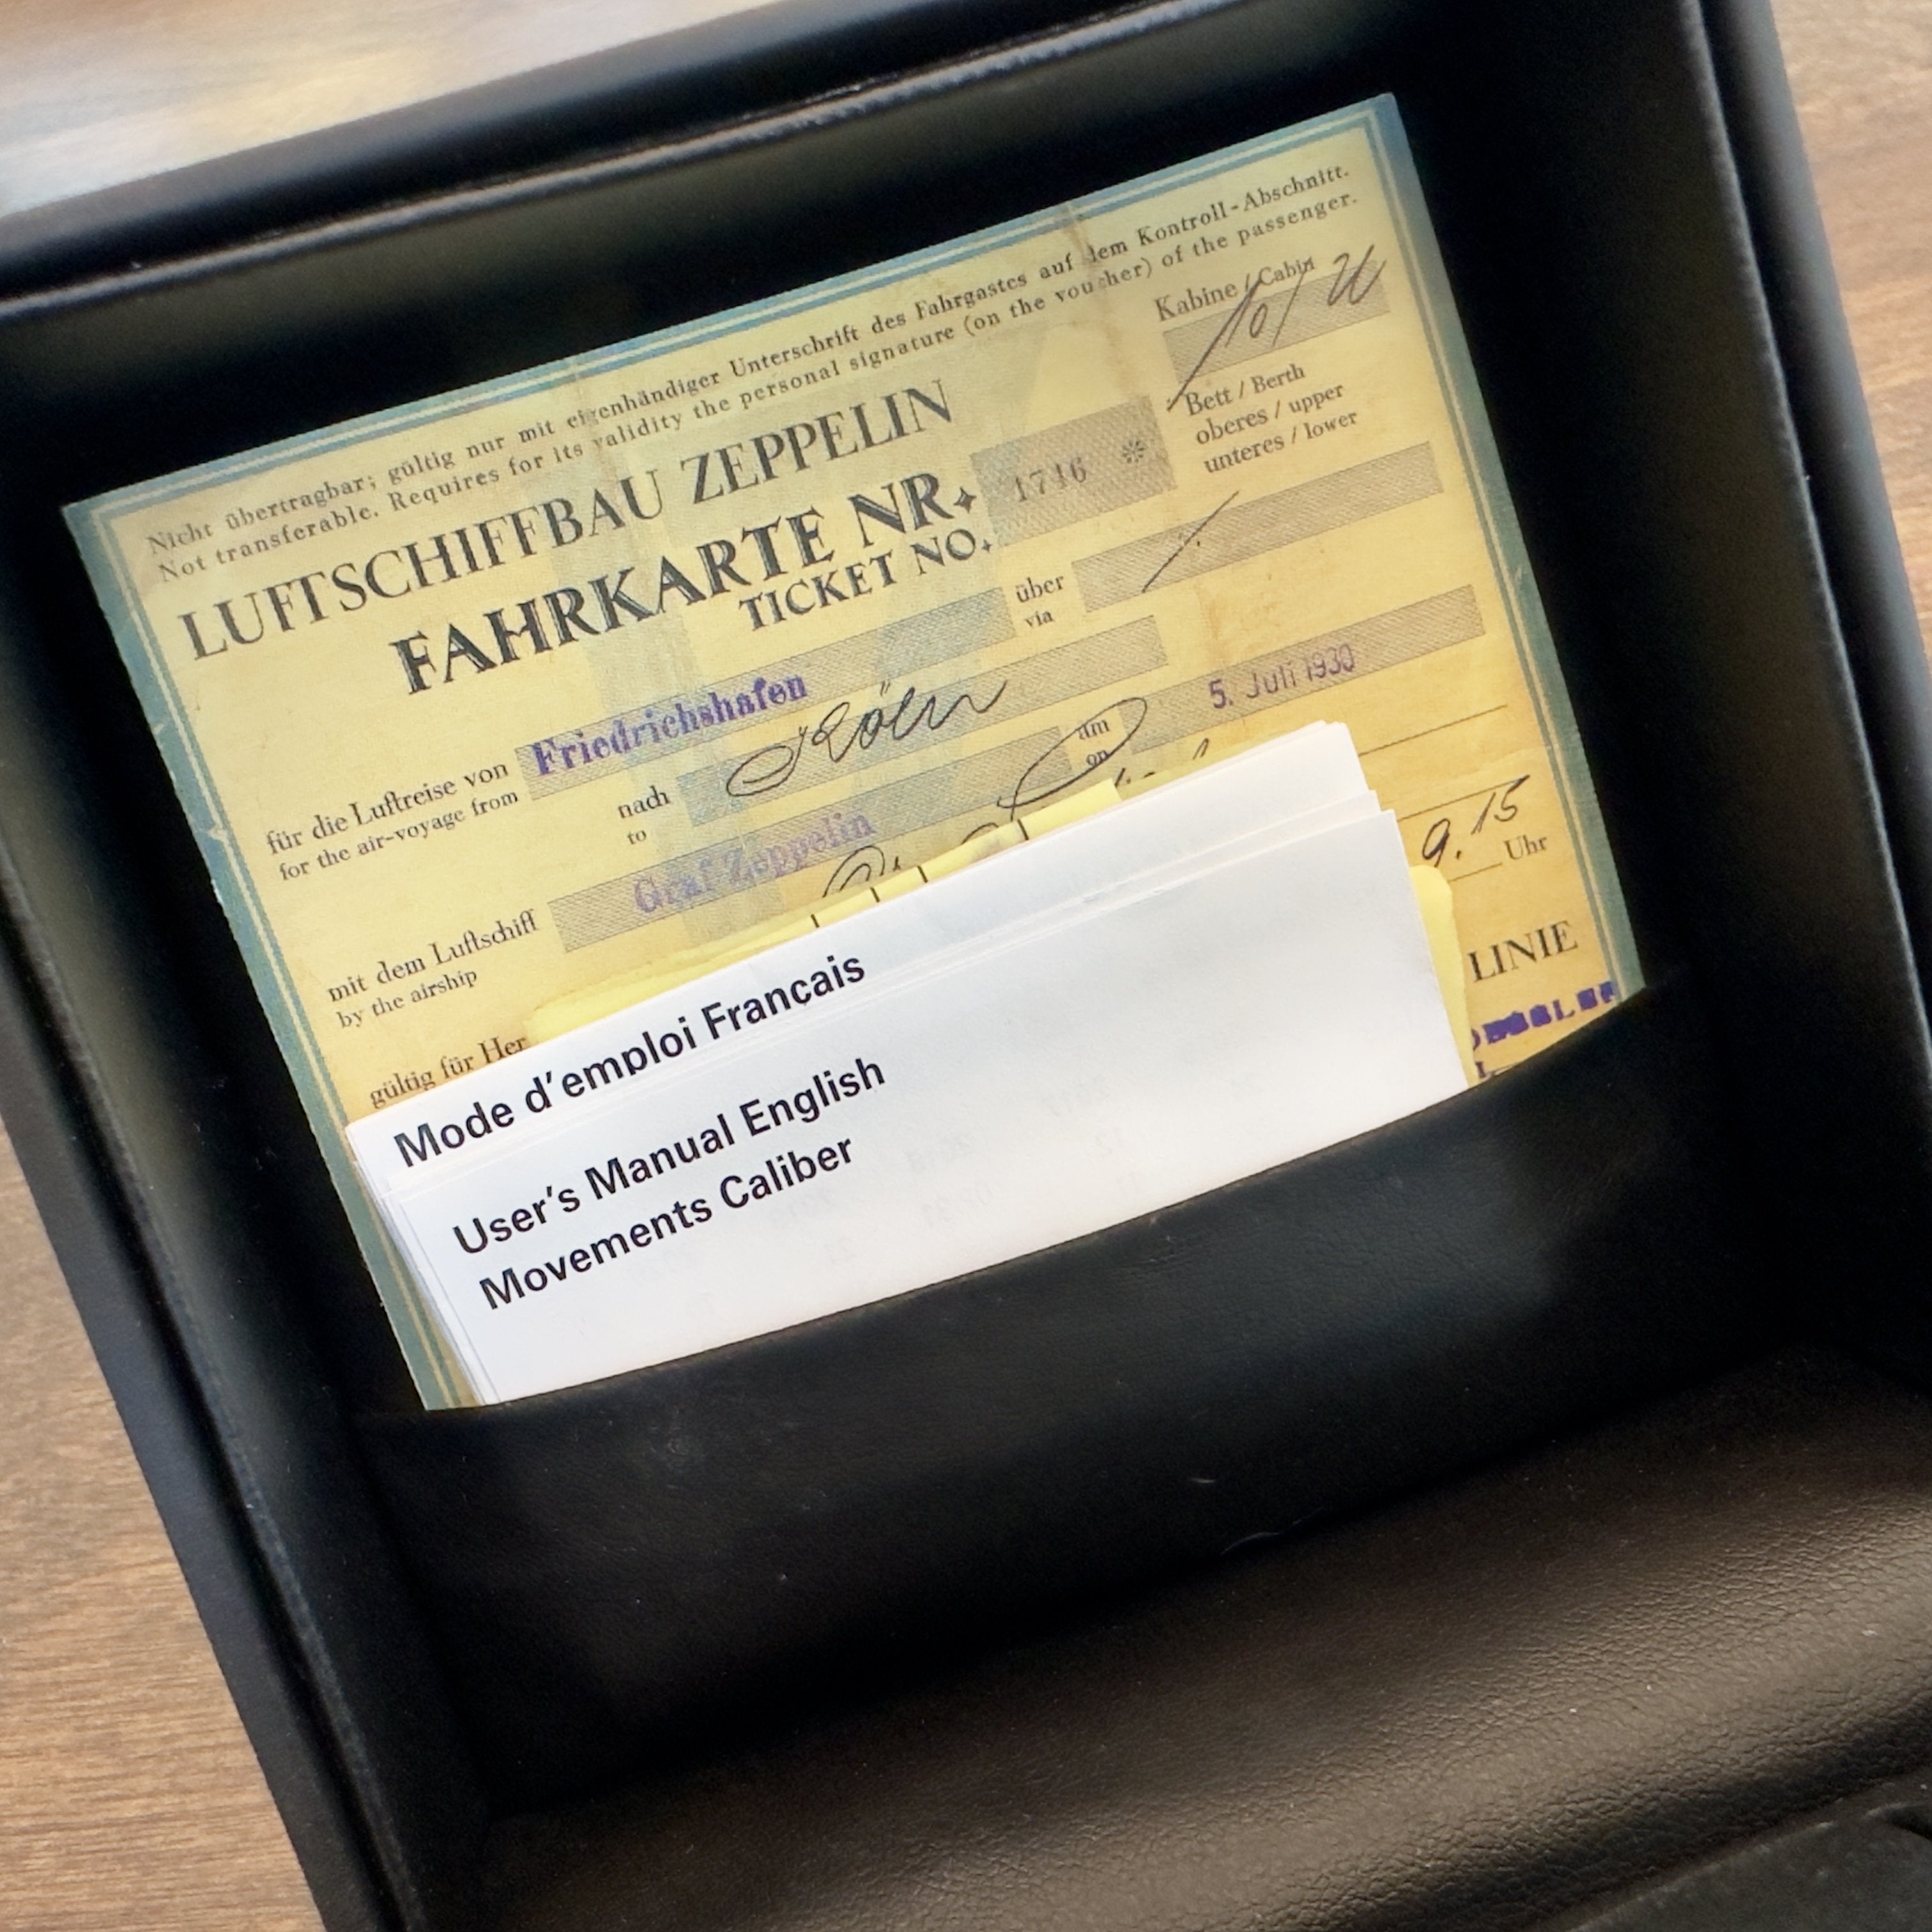 Nicht übertragbar; gültig nur mit eigenhändiger Unterschrift des Fahrgastes auf dem Kontroll-Abschnitt.
Not transferable. Requires for its validity the personal signature (on the voucher) of the passenger.
LUFTSCHIFFBAU ZEPPELIN
Kabine / Cabin
FAHRKARTE NR. 1716 *
TICKET NO.
Bett / Berth
oberes / upper
unteres / lower
für die Luftreise von Friedrichshafen über
for the air-voyage from via
nach Köln
to
am 5. Juli 1930
on
mit dem Luftschiff Graf Zeppelin
by the airship
9.15 Uhr
gültig für Her
LINIE
Mode d'emploi Français
User's Manual English
Movements Caliber